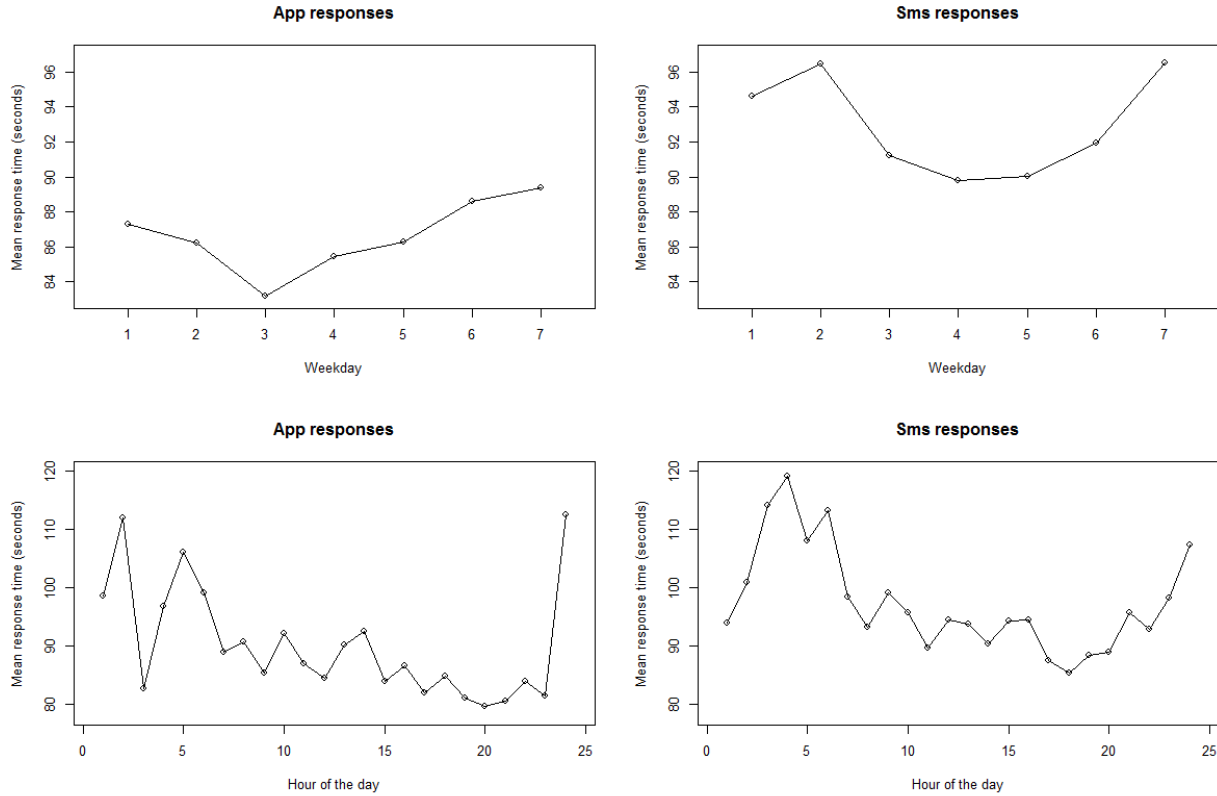 App responses
Mean response time (seconds)
84 86 88 90 92 94 96
1 2 3 4 5 6 7
Weekday
Sms responses
Mean response time (seconds)
84 86 88 90 92 94 96
1 2 3 4 5 6 7
Weekday
App responses
Mean response time (seconds)
80 90 100 110 120
0 5 10 15 20 25
Hour of the day
Sms responses
Mean response time (seconds)
80 90 100 110 120
0 5 10 15 20 25
Hour of the day